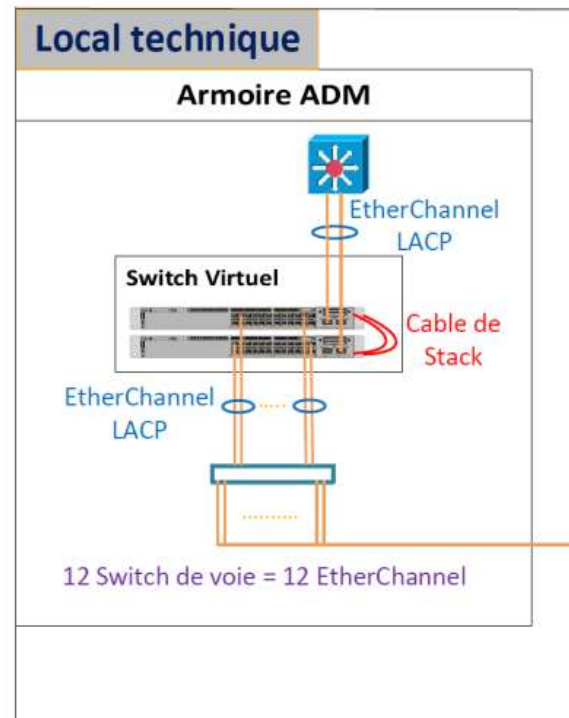 Local technique
Armoire ADM
EtherChannel
LACP
Switch Virtuel
Cable de
Stack
EtherChannel
LACP
12 Switch de voie = 12 EtherChannel